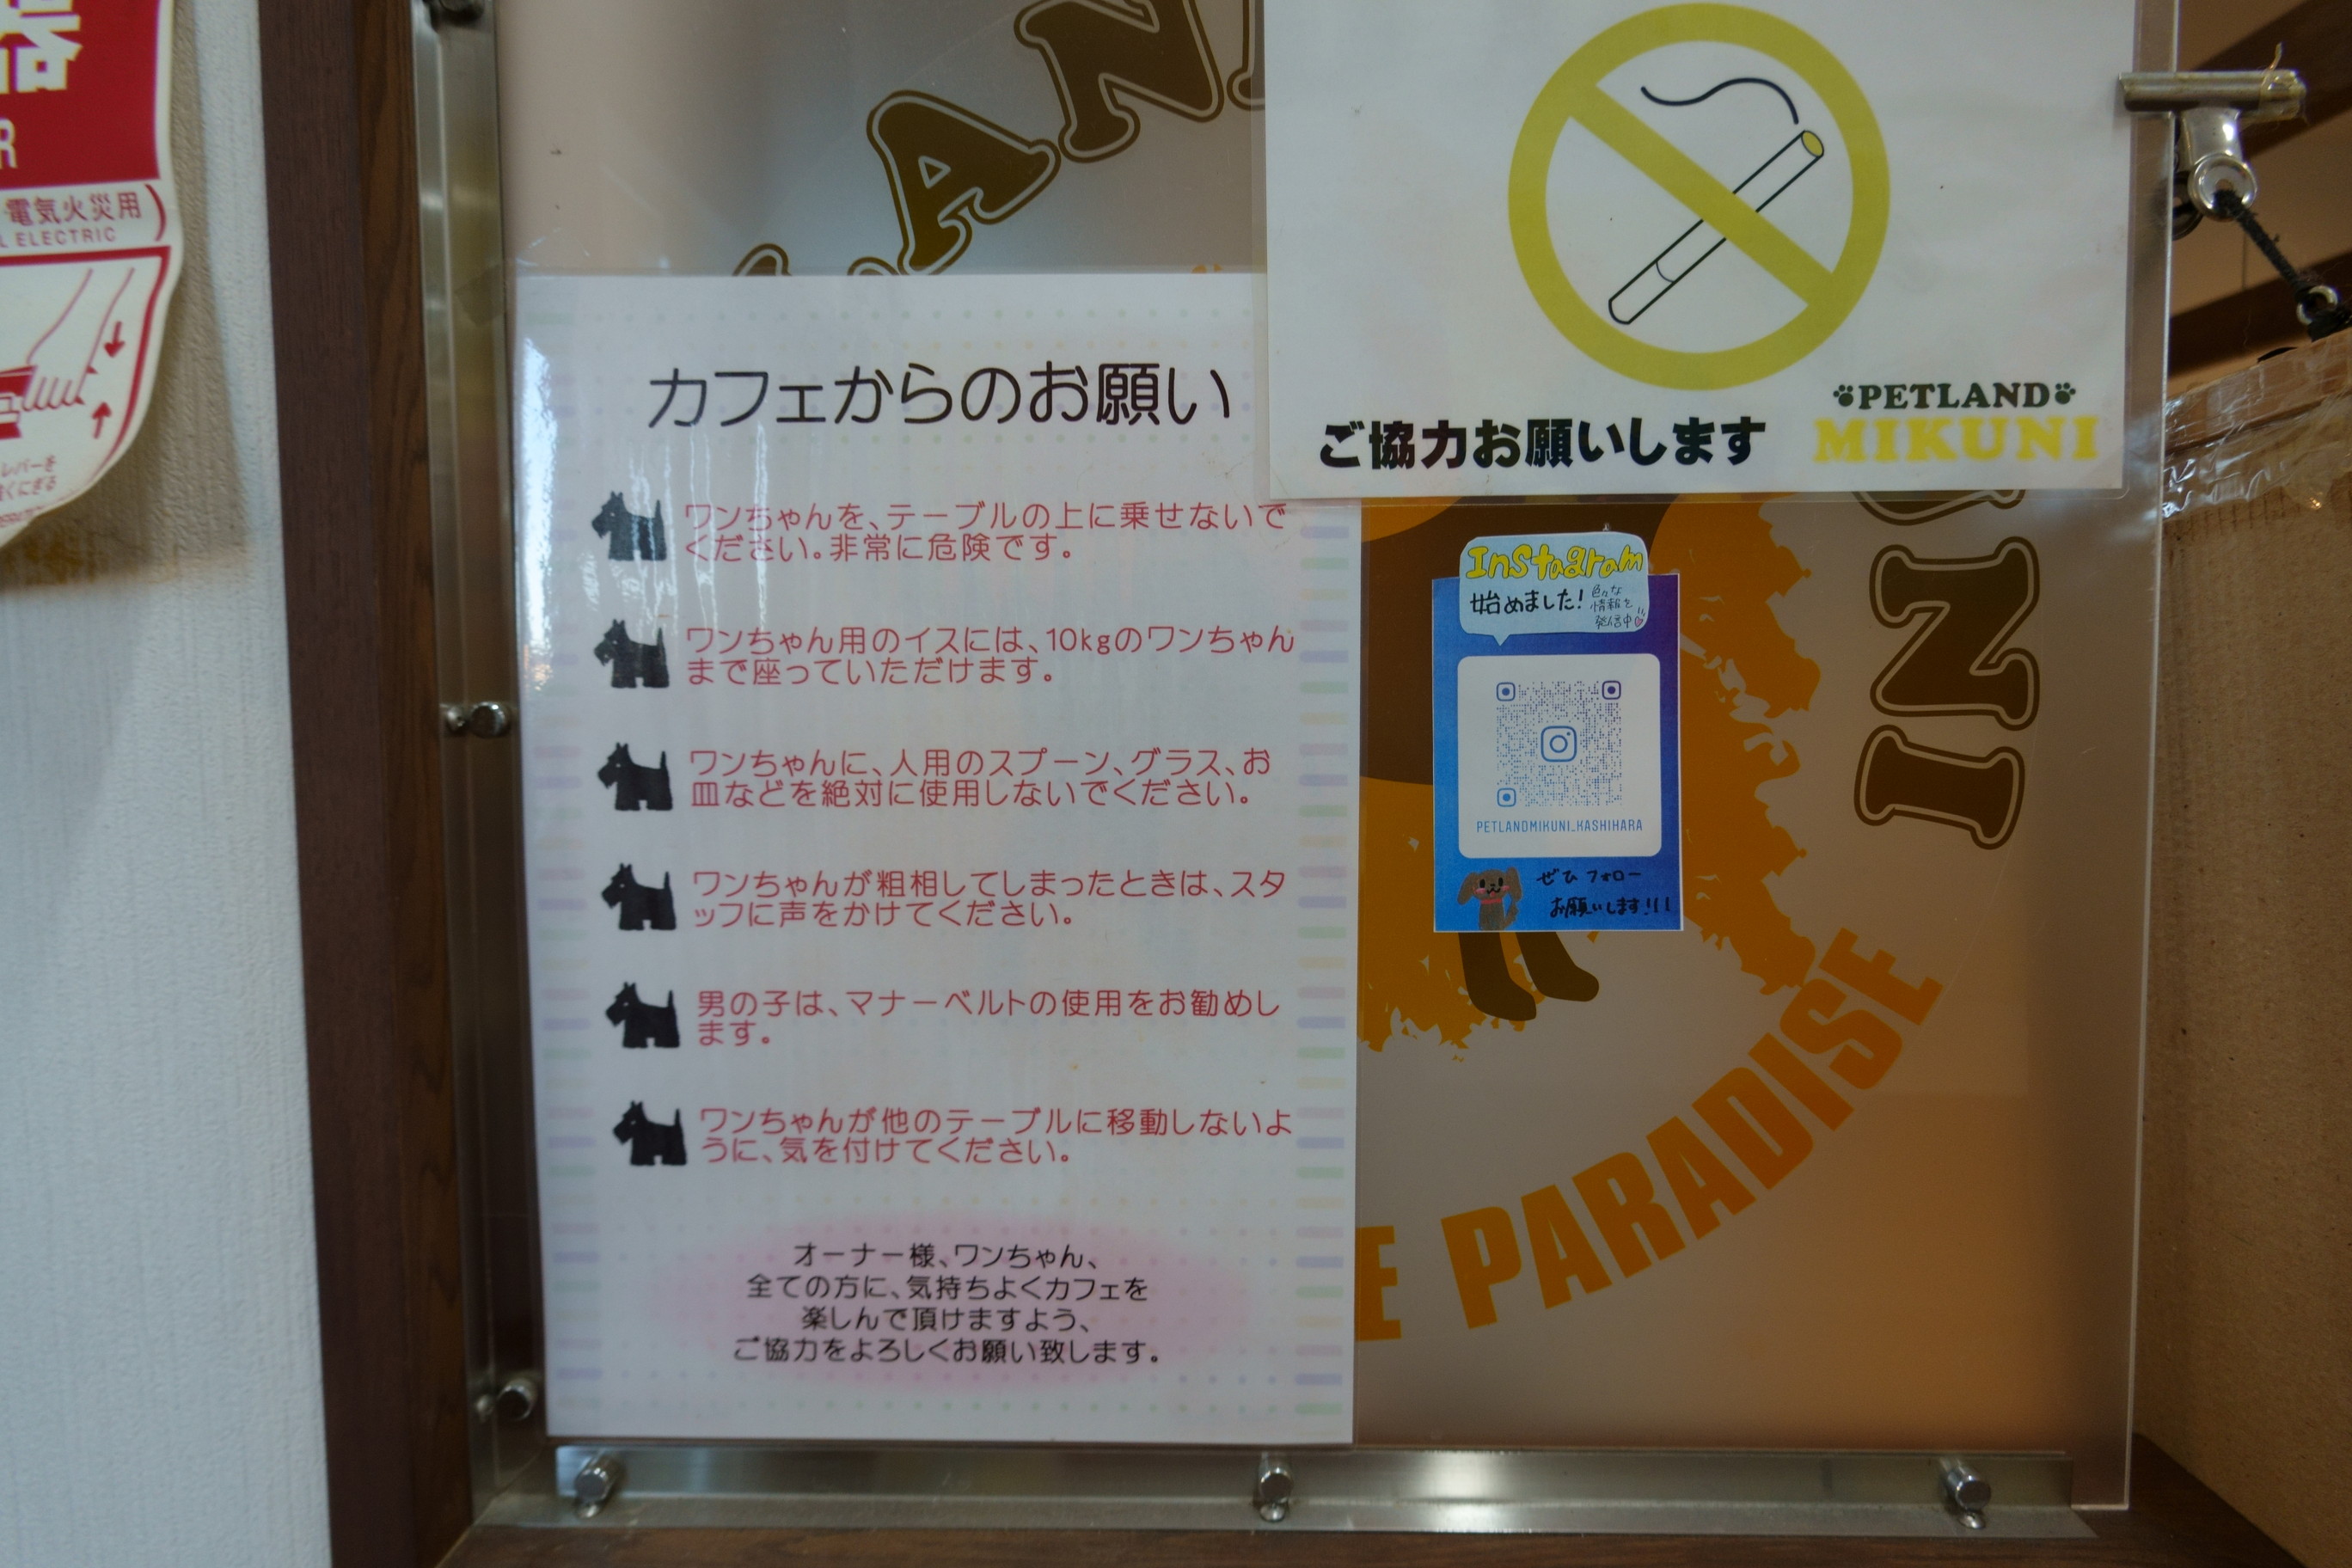 電気火災用
ELECTRIC
レバーを
カフェからのお願い
ワンちゃんを、テーブルの上に乗せないで
ください。非常に危険です。
ワンちゃん用のイスには、10kgのワンちゃん
まで座っていただけます。
ワンちゃんに、人用のスプーン、グラス、お
皿などを絶対に使用しないでください。
ワンちゃんが粗相してしまったときは、スタ
ッフに声をかけてください。
男の子は、マナーベルトの使用をお勧めし
ます。
ワンちゃんが他のテーブルに移動しないよ
うに、気を付けてください。
オーナー様、ワンちゃん、
全ての方に、気持ちよくカフェを
楽しんで頂けますよう、
ご協力をよろしくお願い致します。
ご協力お願いします
PETLAND
MIKUNI
Instagram
始めました!
色々な
情報を
発信中
PETLANDMIKUNI_KASHIHARA
ぜひ フォロー
お願いします!!!
PARADISE